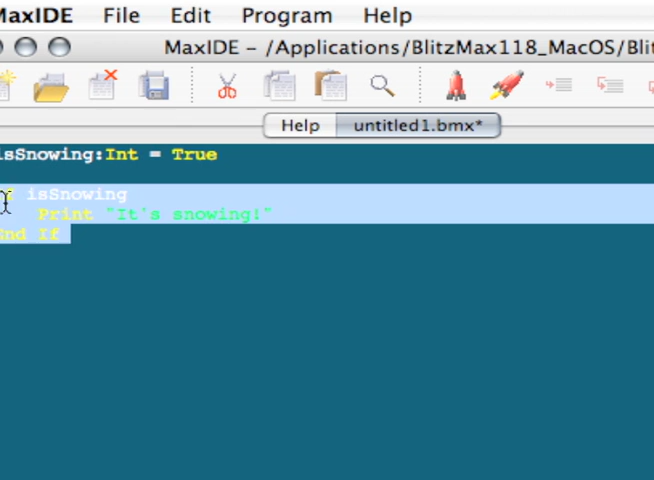 MaxIDE File Edit Program Help
MaxIDE – /Applications/BlitzMax118_MacOS/Bli
Help untitled1.bmx*
isSnowing:Int = True
isSnowing
Print "It's snowing!"
End If